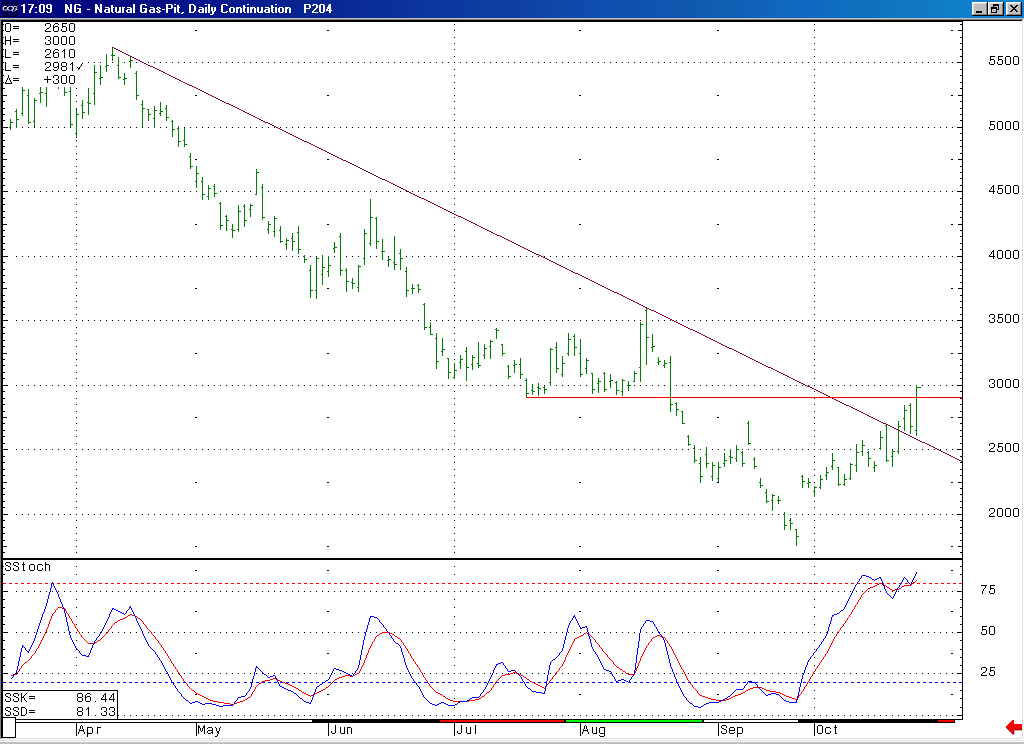 17:09 NG - Natural Gas-Pit, Daily Continuation P204
O= 2650
H= 3000
L= 2610
L= 2981✓
Δ= +300
5500
5000
4500
4000
3500
3000
2500
2000
SStoch
75
50
25
SSK= 86.44
SSD= 81.33
Apr May Jun Jul Aug Sep Oct